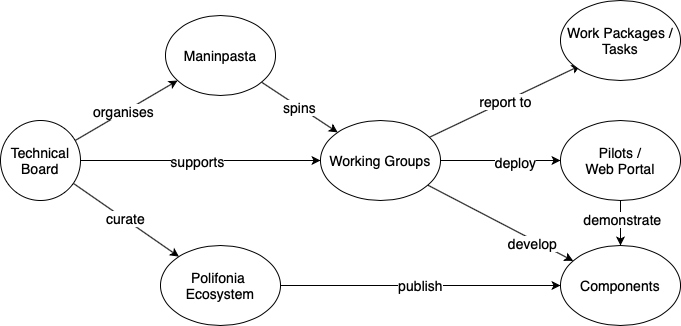 Work Packages /
Tasks
Maninpasta
organises
spins
report to
Technical
Board
supports
Working Groups
deploy
Pilots /
Web Portal
curate
develop
demonstrate
Polifonia
Ecosystem
publish
Components